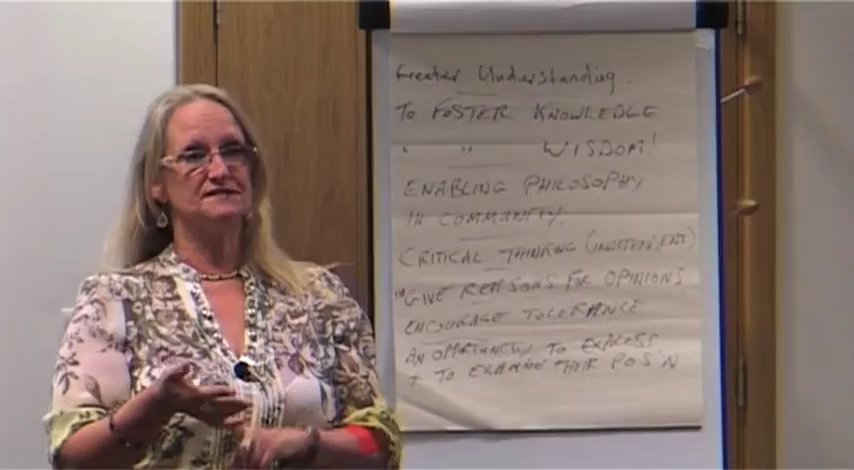 Greater Understanding.
To FOSTER KNOWLEDGE
" " WISDOM!
ENABLING PHILOSOPHY
IN COMMUNITY
CRITICAL THINKING (INDEPENDENT)
GIVE REASONS FOR OPINIONS
ENCOURAGE TOLERANCE
AN OPPORTUNITY TO EXPRESS
+ TO EXAMINE THEIR POS'N